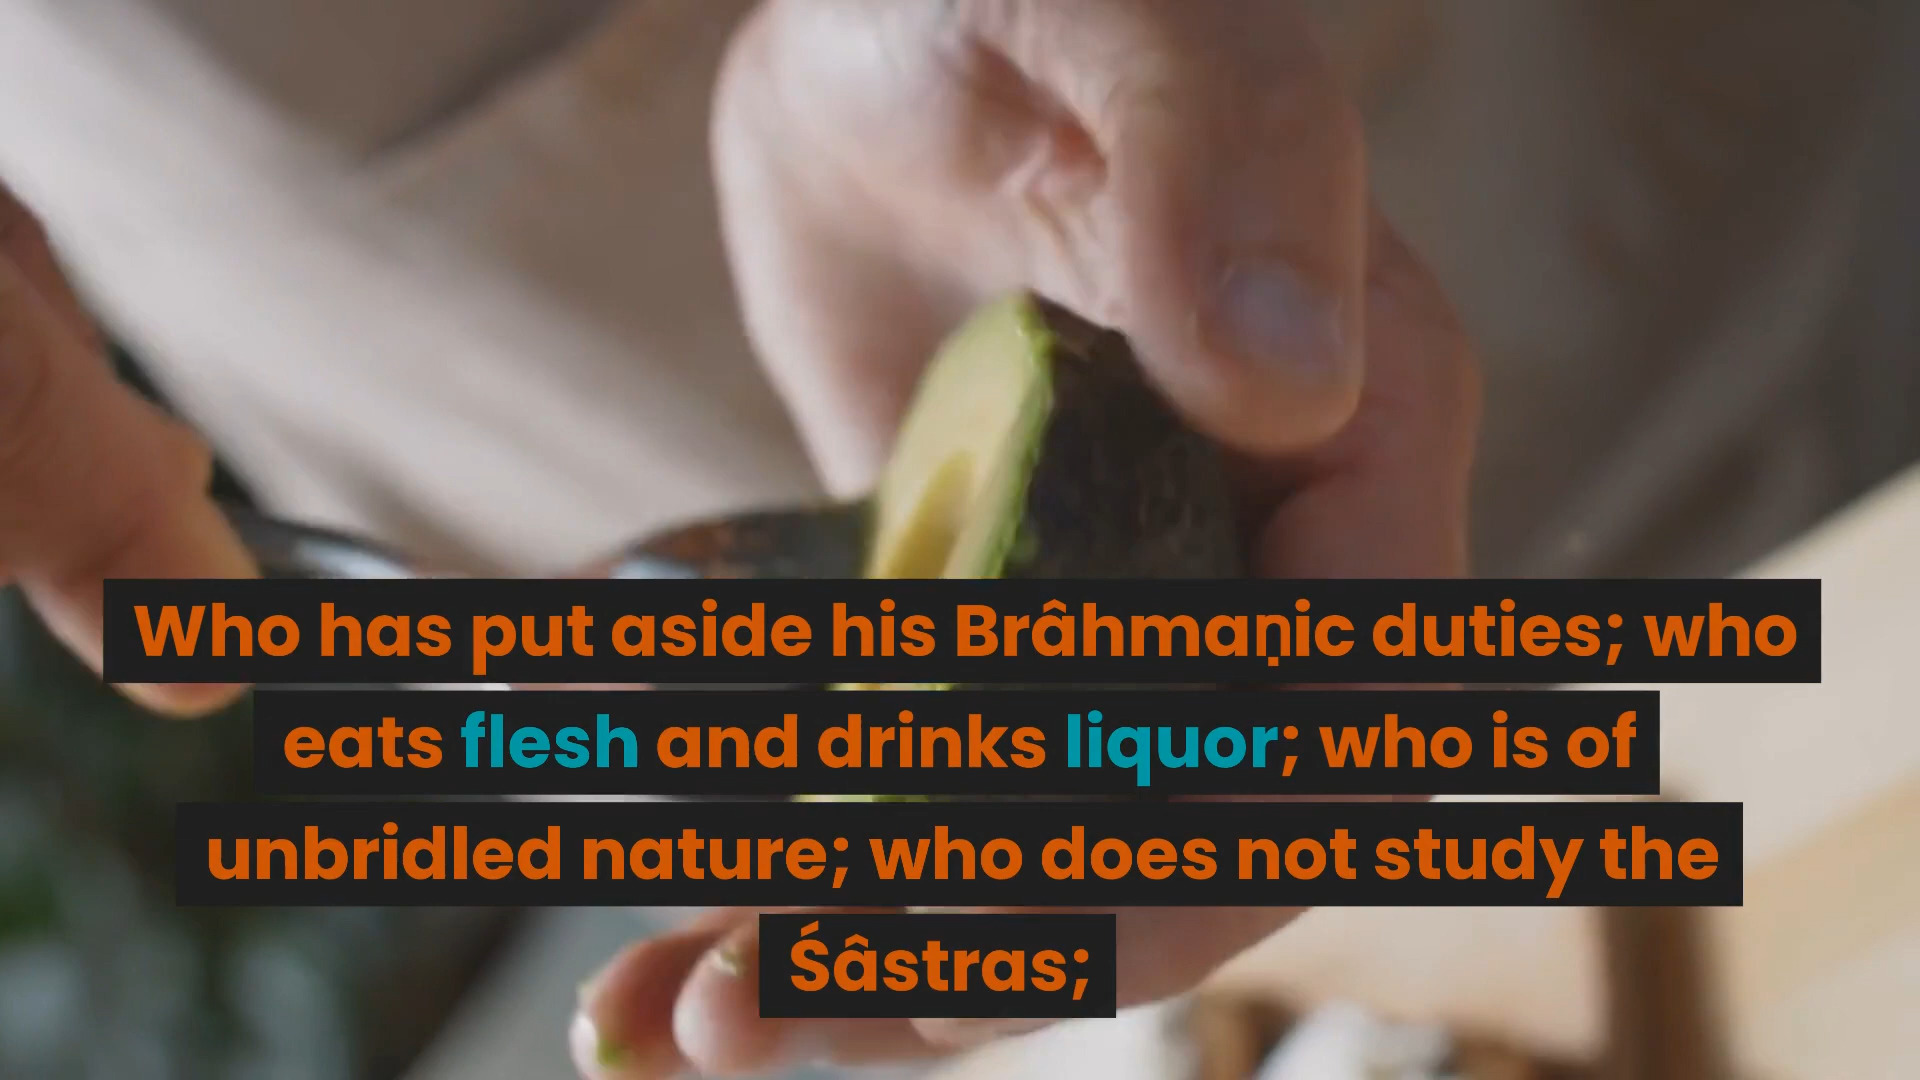 Who has put aside his Brâhmaṇic duties; who
eats flesh and drinks liquor; who is of
unbridled nature; who does not study the
Śâstras;